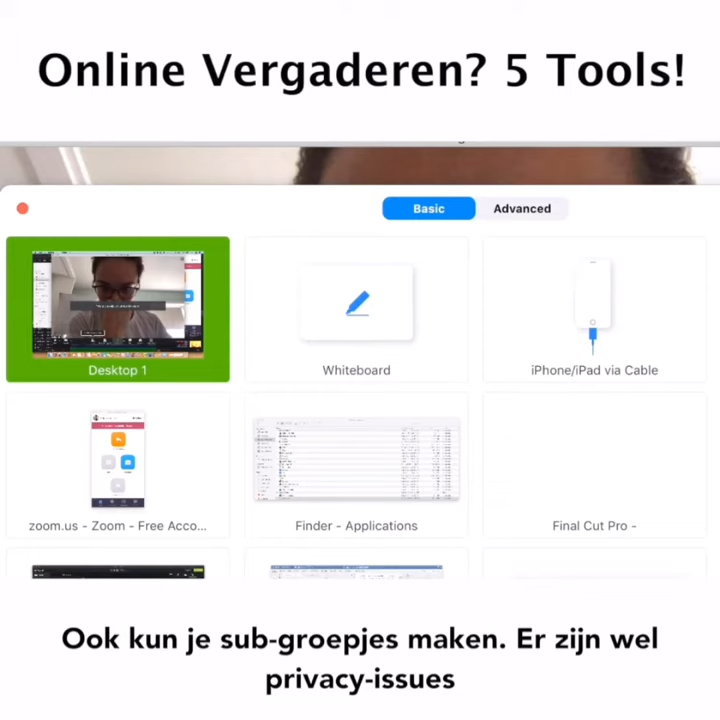 Online Vergaderen? 5 Tools!
Basic
Advanced
Desktop 1
Whiteboard
iPhone/iPad via Cable
zoom.us - Zoom - Free Acco...
Finder - Applications
Final Cut Pro -
Ook kun je sub-groepjes maken. Er zijn wel
privacy-issues